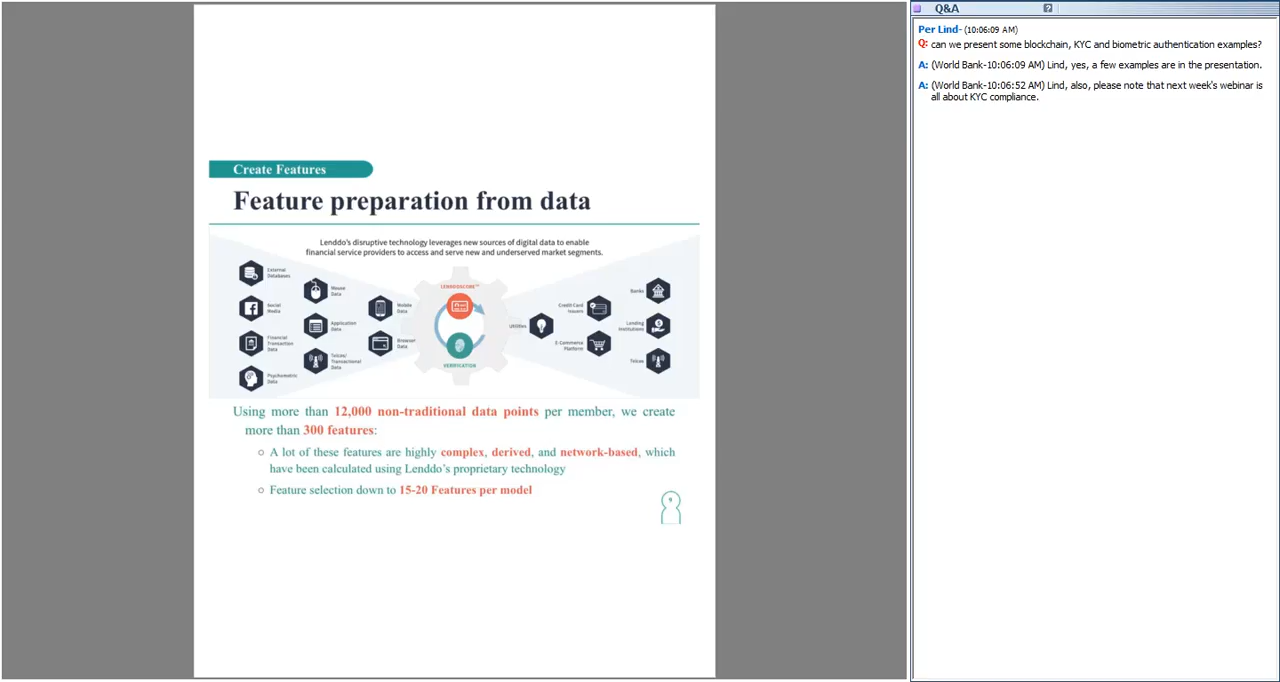 Create Features
Feature preparation from data
Lenddo's disruptive technology leverages new sources of digital data to enable
financial service providers to access and serve new and underserved market segments.
External
Databases
Social
Media
Financial
Transaction
Data
Psychometric
Data
Mouse
Data
Application
Data
Telcos/
Transactional
Data
Mobile
Data
Browser
Data
LENDDOSCORE™
VERIFICATION
Utilities
Credit Card
Issuers
E-Commerce
Platform
Banks
Lending
Institutions
Telcos
Using more than 12,000 non-traditional data points per member, we create
more than 300 features:
○ A lot of these features are highly complex, derived, and network-based, which
have been calculated using Lenddo's proprietary technology
○ Feature selection down to 15-20 Features per model
Q&A
Per Lind- (10:06:09 AM)
Q: can we present some blockchain, KYC and biometric authentication examples?
A: (World Bank-10:06:09 AM) Lind, yes, a few examples are in the presentation.
A: (World Bank-10:06:52 AM) Lind, also, please note that next week's webinar is
all about KYC compliance.